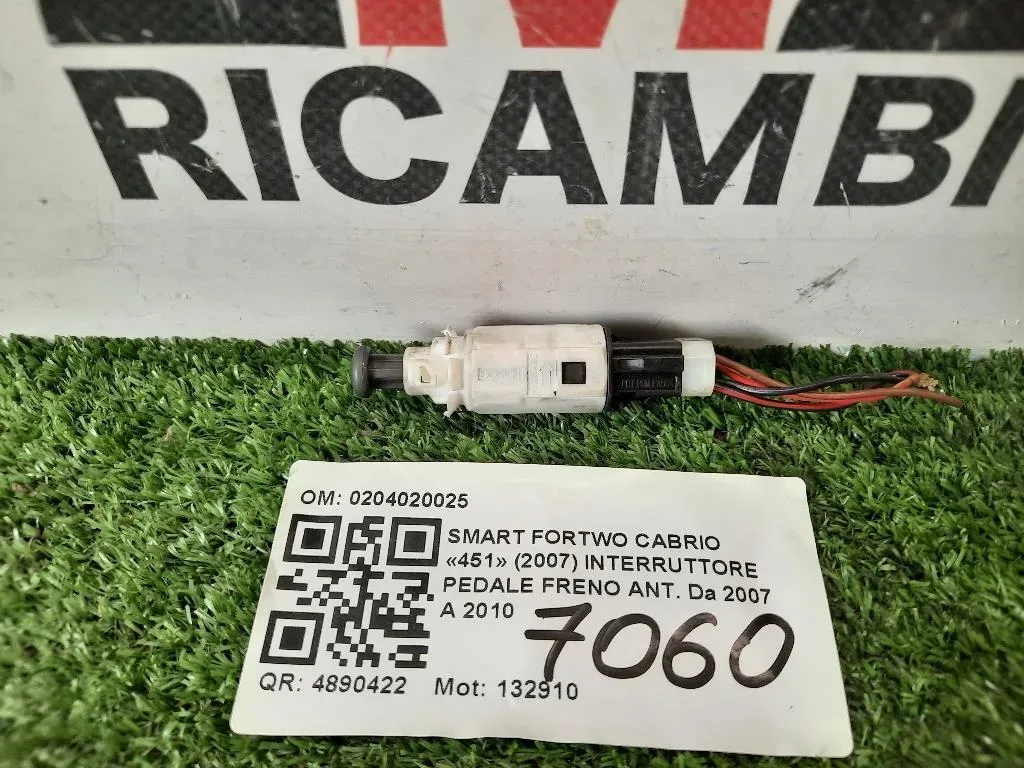 RICAMBI
OM: 0204020025
SMART FORTWO CABRIO
«451» (2007) INTERRUTTORE
PEDALE FRENO ANT. Da 2007
A 2010
7060
QR: 4890422 Mot: 132910